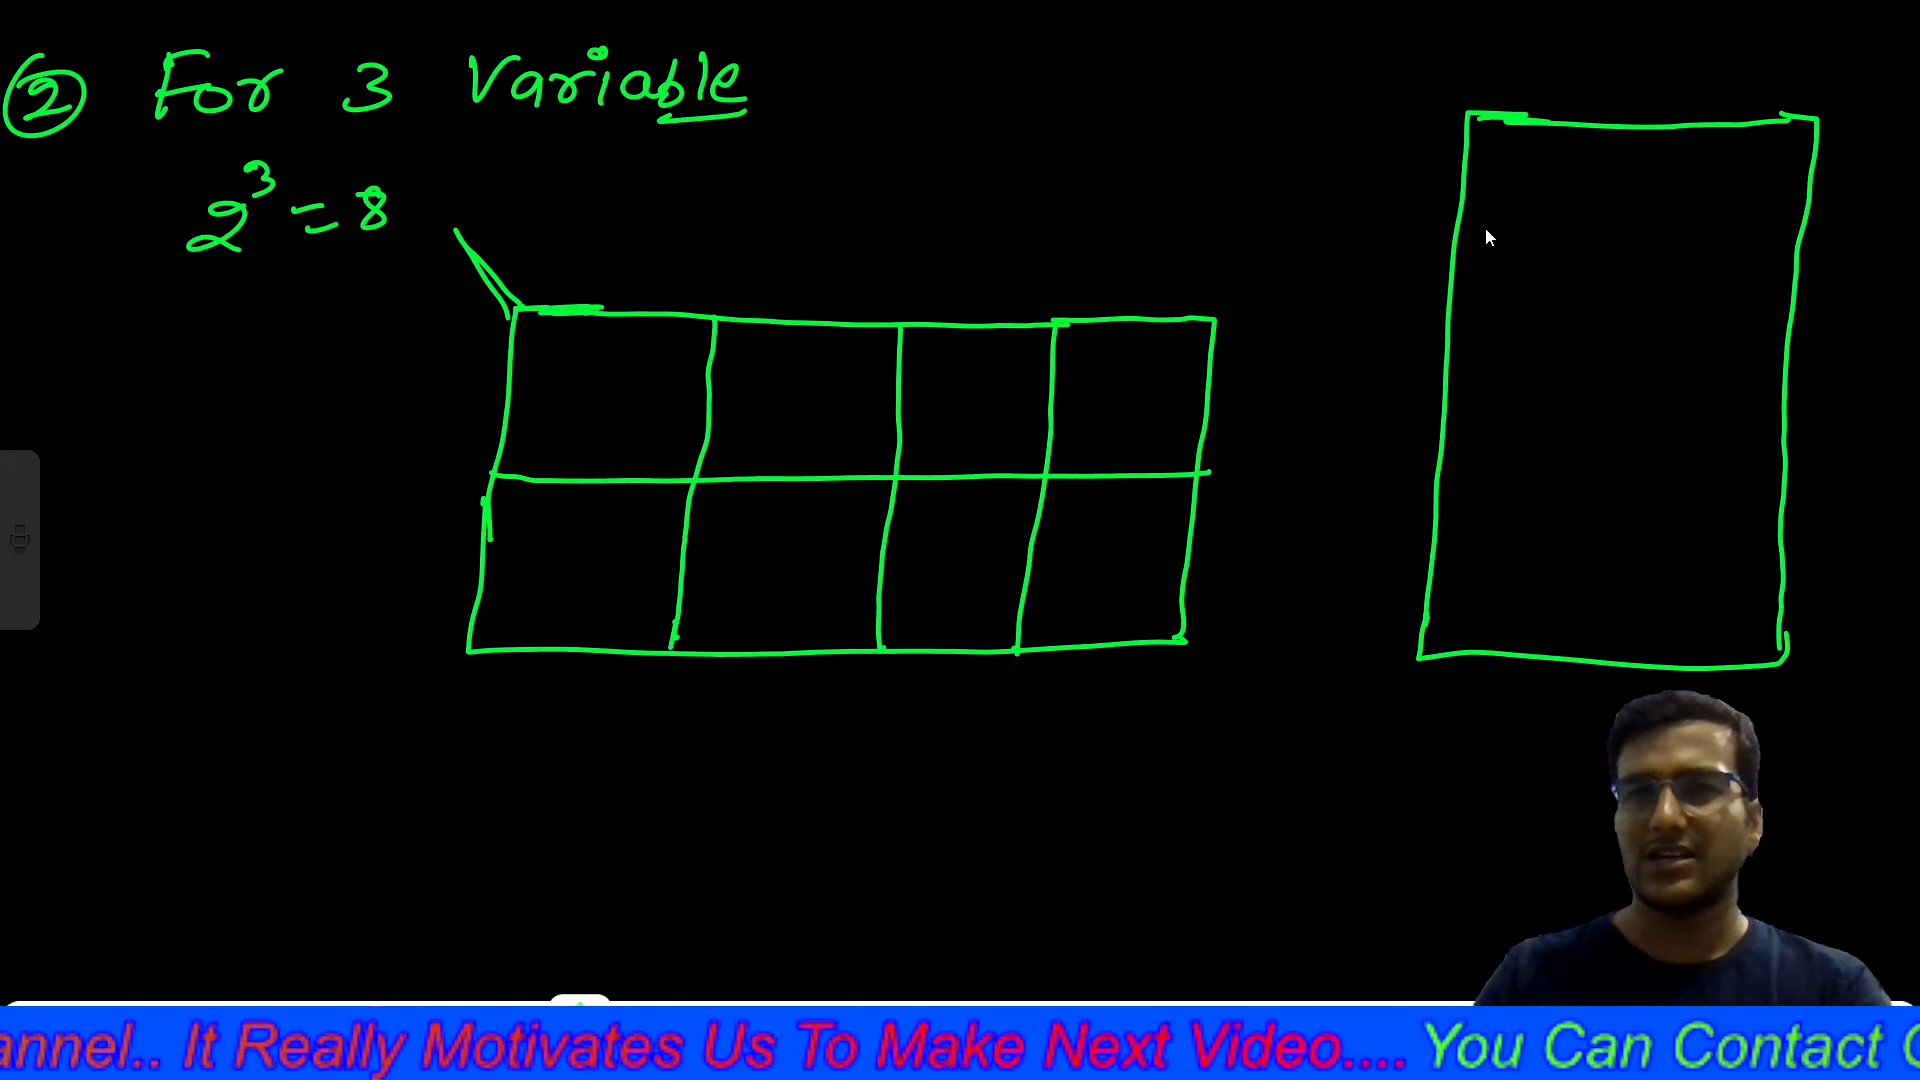 ② For 3 Variable
2³ = 8
annel.. It Really Motivates Us To Make Next Video.... You Can Contact